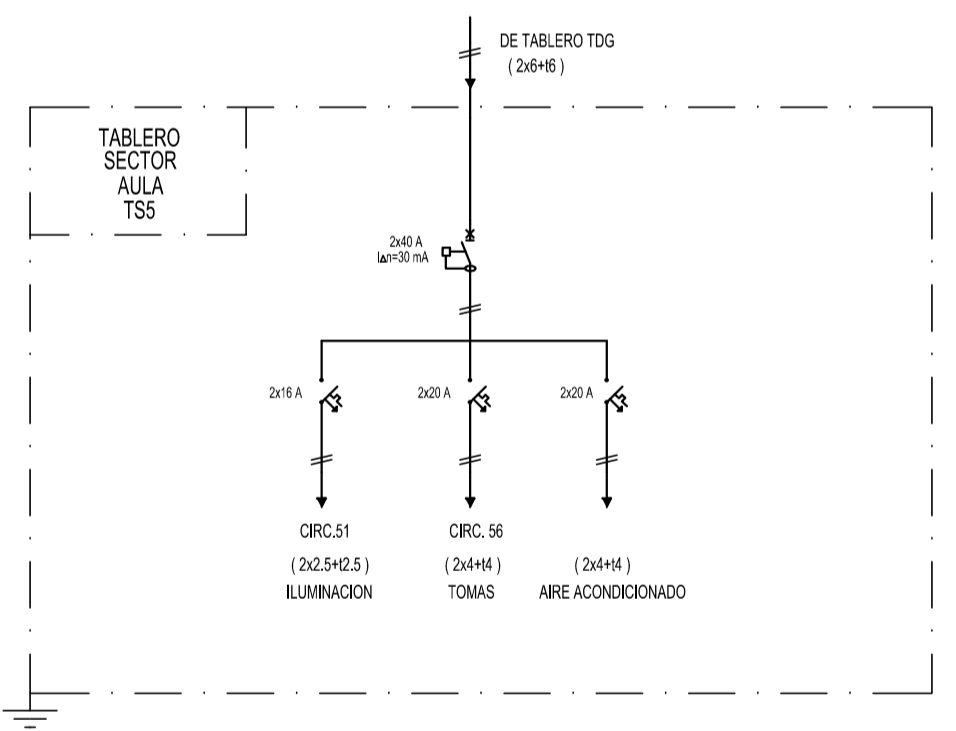 DE TABLERO TDG
( 2x6+t6 )
TABLERO
SECTOR
AULA
TS5
2x40 A
I∆n=30 mA
2x16 A
2x20 A
2x20 A
CIRC.51
CIRC. 56
( 2x2.5+t2.5 )
( 2x4+t4 )
( 2x4+t4 )
ILUMINACION
TOMAS
AIRE ACONDICIONADO